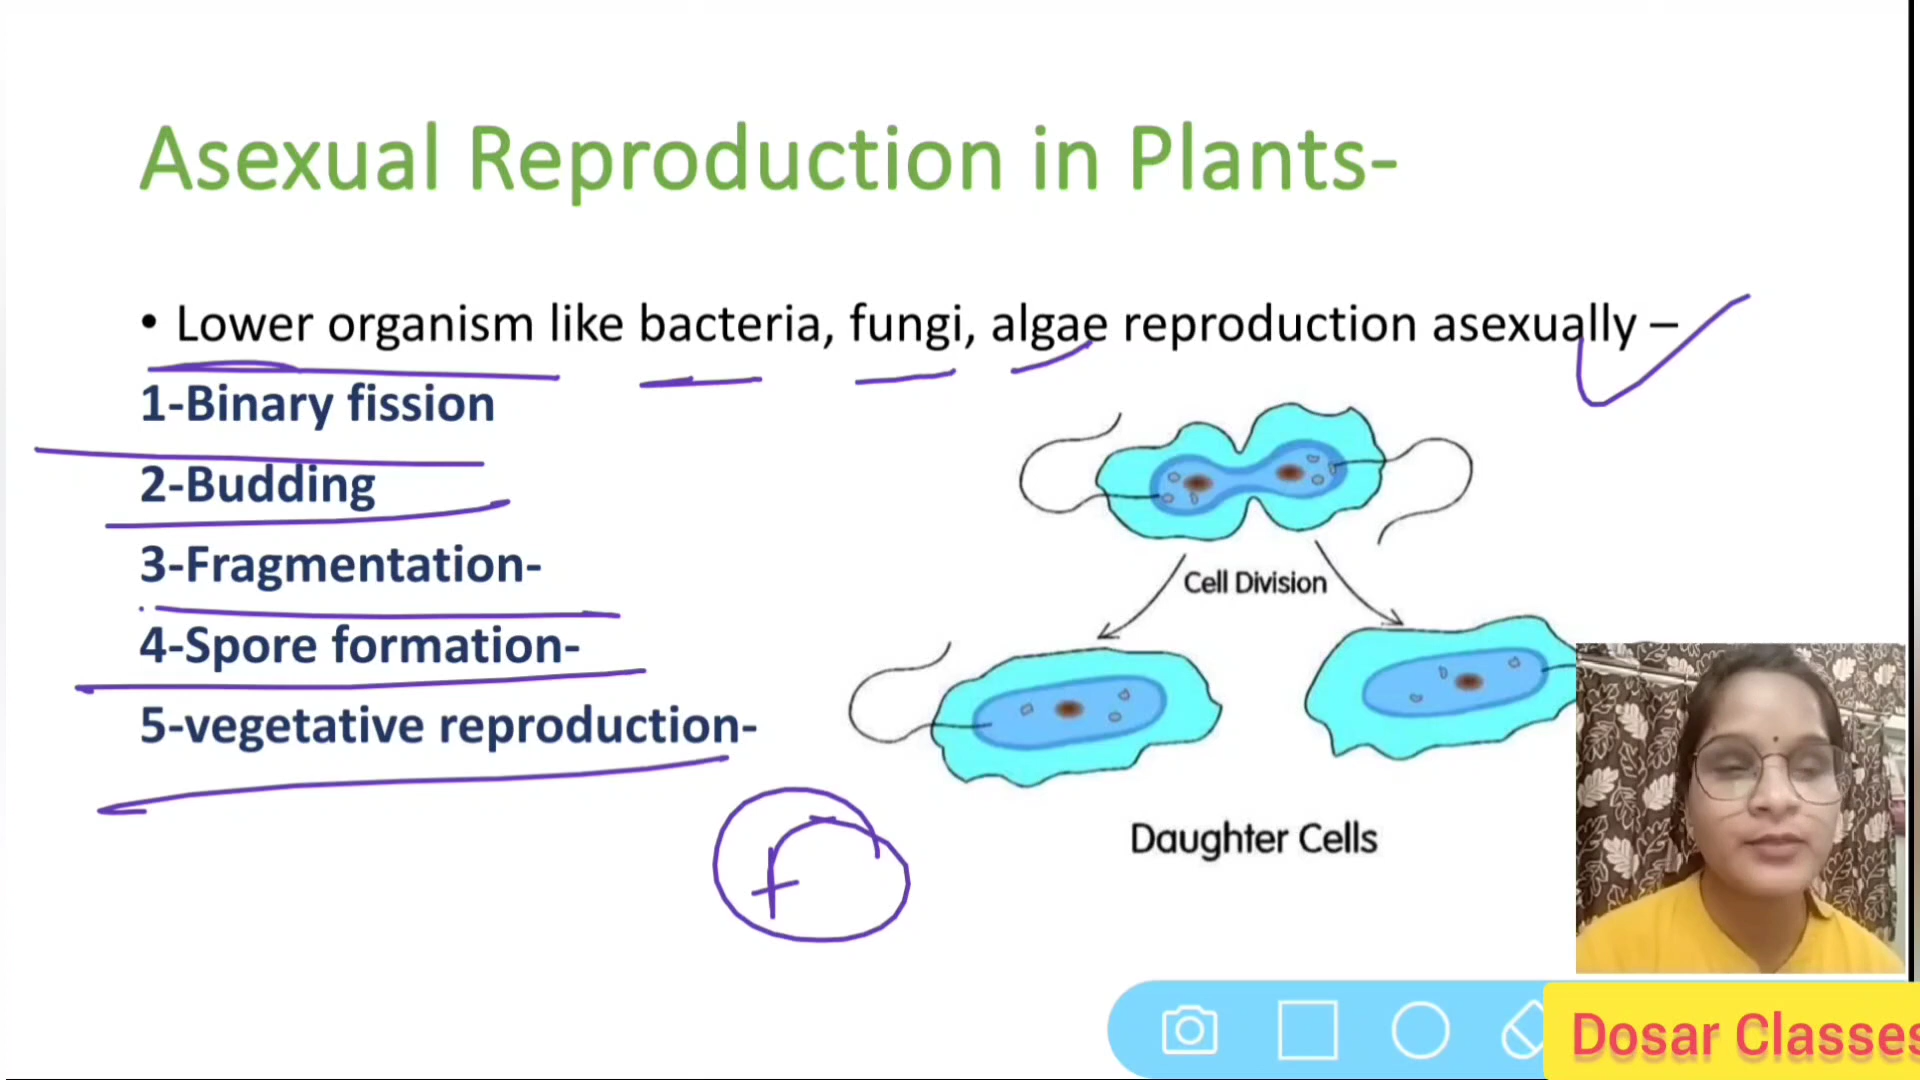 Asexual Reproduction in Plants-
• Lower organism like bacteria, fungi, algae reproduction asexually –
1-Binary fission
2-Budding
3-Fragmentation-
4-Spore formation-
5-vegetative reproduction-
Cell Division
Daughter Cells
Dosar Classes